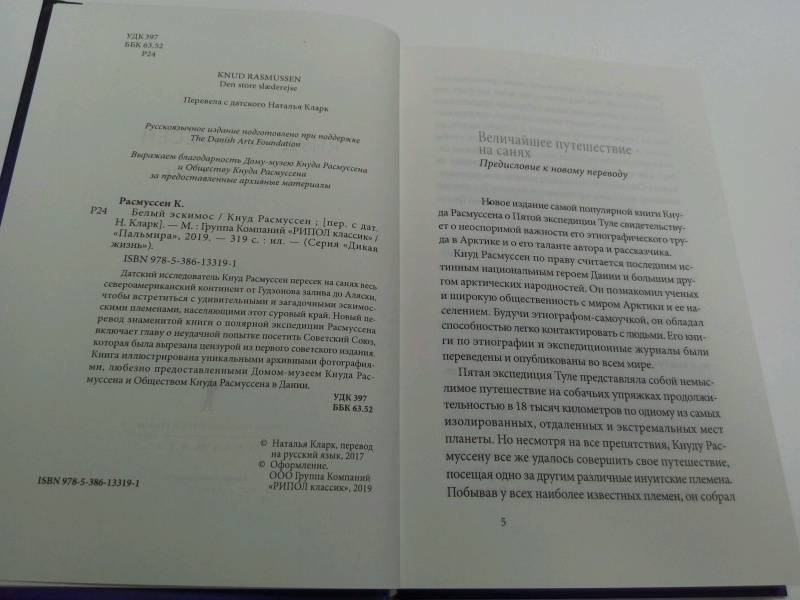 УДК 397
ББК 63.52
Р24
KNUD RASMUSSEN
Den store slæderejse
Перевела с датского Наталья Кларк
Русскоязычное издание подготовлено при поддержке
The Danish Arts Foundation
Выражаем благодарность Дому-музею Кнуда Расмуссена
и Обществу Кнуда Расмуссена
за предоставленные архивные материалы
Расмуссен К.
Р24 Белый эскимос / Кнуд Расмуссен ; [пер. с дат.
Н. Кларк]. — М. : Группа Компаний «РИПОЛ классик» /
«Пальмира», 2019. — 319 с. : ил. — (Серия «Дикая
жизнь»).
ISBN 978-5-386-13319-1
Датский исследователь Кнуд Расмуссен пересек на санях весь
североамериканский континент от Гудзонова залива до Аляски,
чтобы встретиться с удивительными и загадочными эскимос-
скими племенами, населяющими этот суровый край. Новый пе-
ревод знаменитой книги о полярной экспедиции Расмуссена
включает главу о неудачной попытке посетить Советский Союз,
которая была вырезана цензурой из первого советского издания.
Книга иллюстрирована уникальными архивными фотография-
ми, любезно предоставленными Домом-музеем Кнуда Рас-
муссена и Обществом Кнуда Расмуссена в Дании.
УДК 397
ББК 63.52
© Наталья Кларк, перевод
на русский язык, 2017
© Оформление.
ООО Группа Компаний
«РИПОЛ классик», 2019
ISBN 978-5-386-13319-1
Величайшее путешествие
на санях
Предисловие к новому переводу
Новое издание самой популярной книги Кну-
да Расмуссена о Пятой экспедиции Туле свидетельству-
ет о неоспоримой важности его этнографического тру-
да в Арктике и о его таланте автора и рассказчика.
Кнуд Расмуссен по праву считается последним ис-
тинным национальным героем Дании и большим дру-
гом арктических народностей. Он познакомил ученых
и широкую общественность с миром Арктики и ее на-
селением. Будучи этнографом-самоучкой, он обладал
способностью легко контактировать с людьми. Его кни-
ги по этнографии и экспедиционные журналы были
переведены и опубликованы во всем мире.
Пятая экспедиция Туле представляла собой немыс-
лимое путешествие на собачьих упряжках продолжи-
тельностью в 18 тысяч километров по одному из самых
изолированных, отдаленных и экстремальных мест
планеты. Но несмотря на все препятствия, Кнуду Рас-
муссену все же удалось совершить свое путешествие,
посещая одно за другим различные инуитские племена.
Побывав у всех наиболее известных племен, он собрал
5